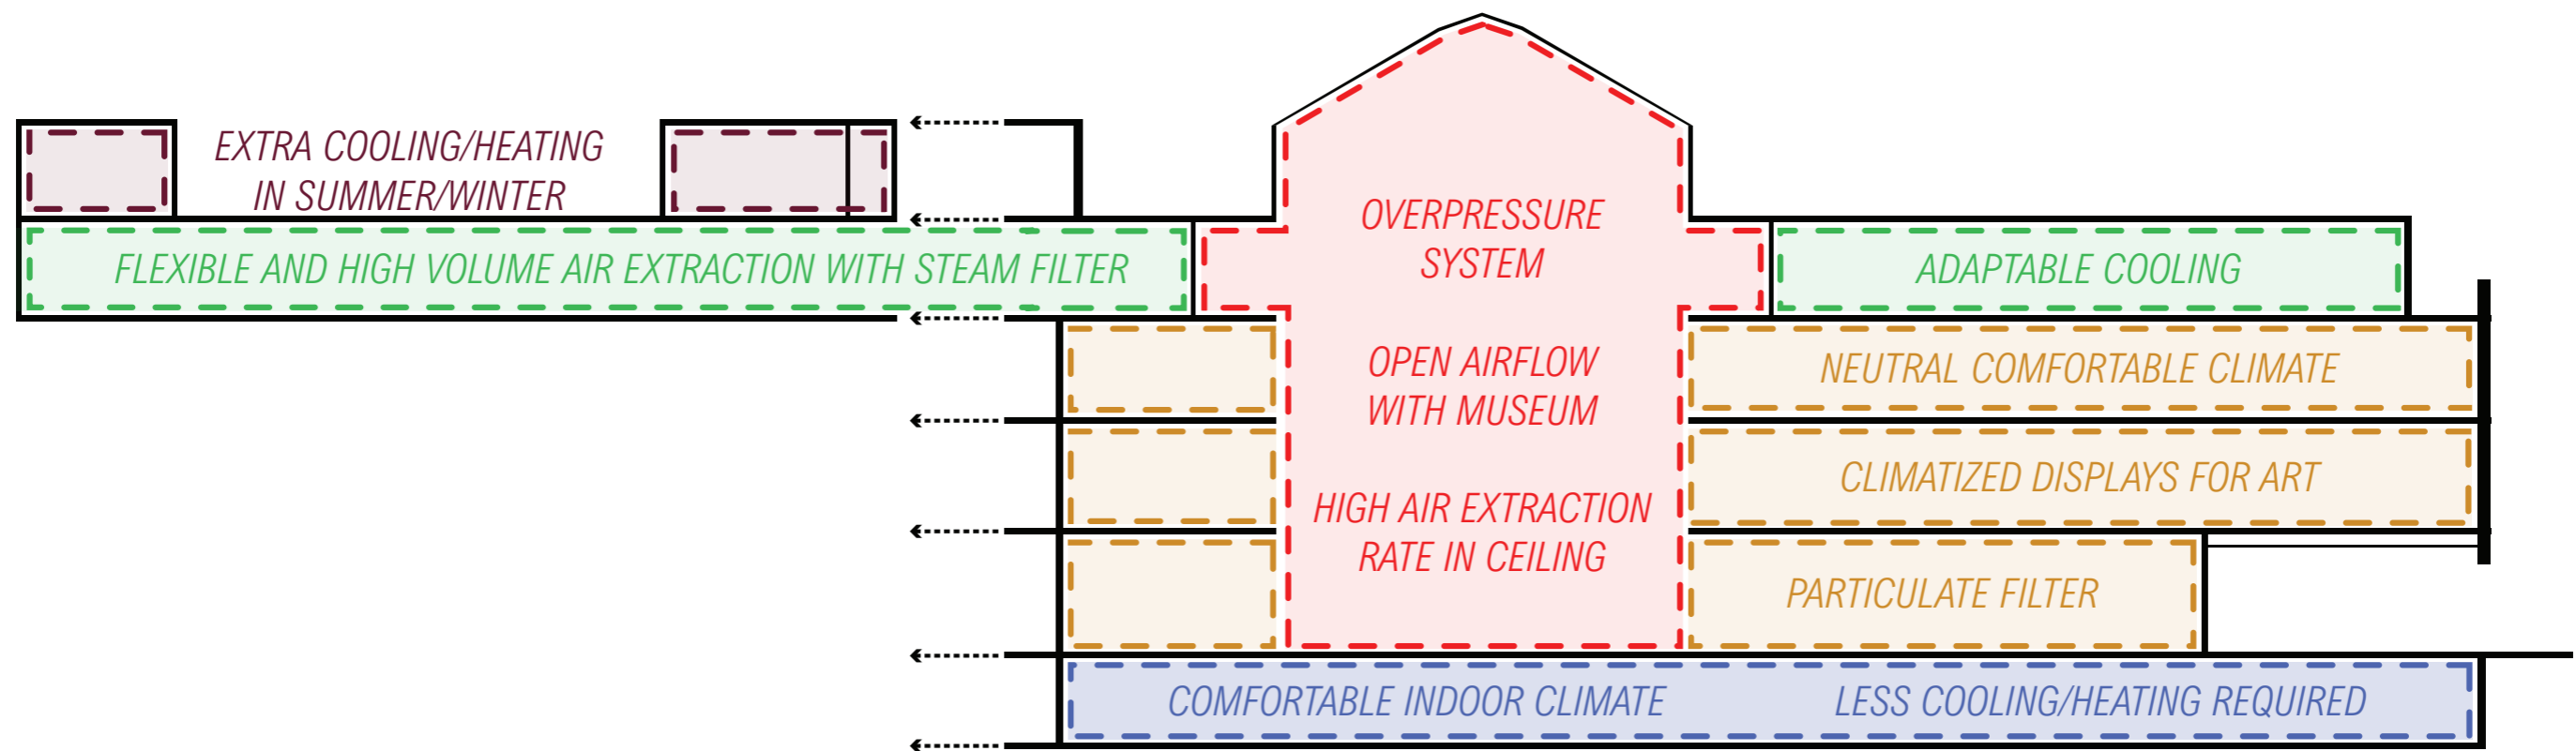 EXTRA COOLING/HEATING
IN SUMMER/WINTER
FLEXIBLE AND HIGH VOLUME AIR EXTRACTION WITH STEAM FILTER
OVERPRESSURE
SYSTEM
ADAPTABLE COOLING
OPEN AIRFLOW
WITH MUSEUM
NEUTRAL COMFORTABLE CLIMATE
CLIMATIZED DISPLAYS FOR ART
HIGH AIR EXTRACTION
RATE IN CEILING
PARTICULATE FILTER
COMFORTABLE INDOOR CLIMATE
LESS COOLING/HEATING REQUIRED